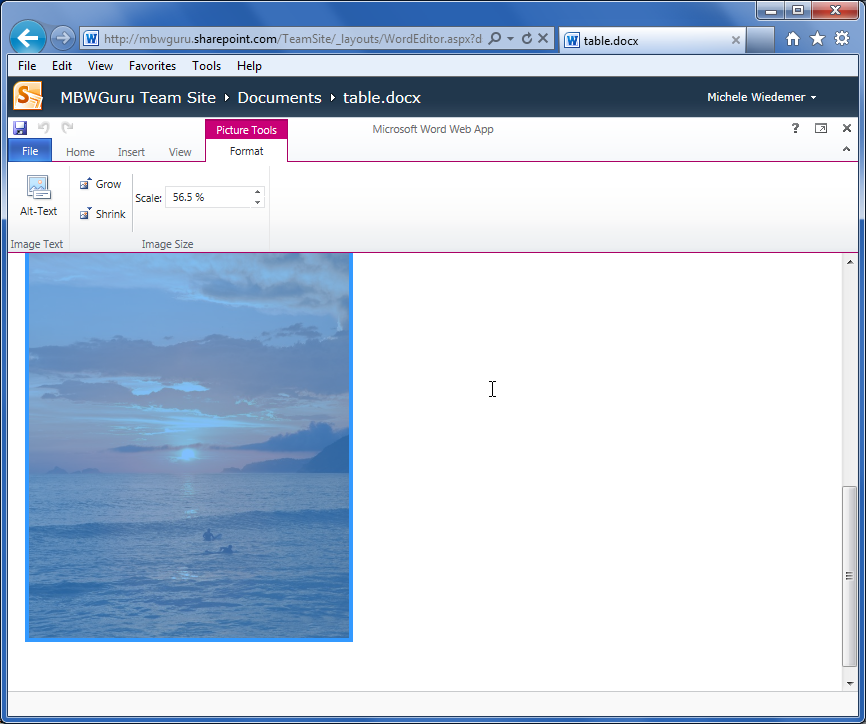 http://mbwguru.sharepoint.com/TeamSite/_layouts/WordEditor.aspx?d
table.docx
File Edit View Favorites Tools Help
MBWGuru Team Site Documents table.docx
Michele Wiedemer
Picture Tools
Microsoft Word Web App
File Home Insert View Format
Alt-Text
Grow
Shrink
Scale: 56.5 %
Image Text
Image Size